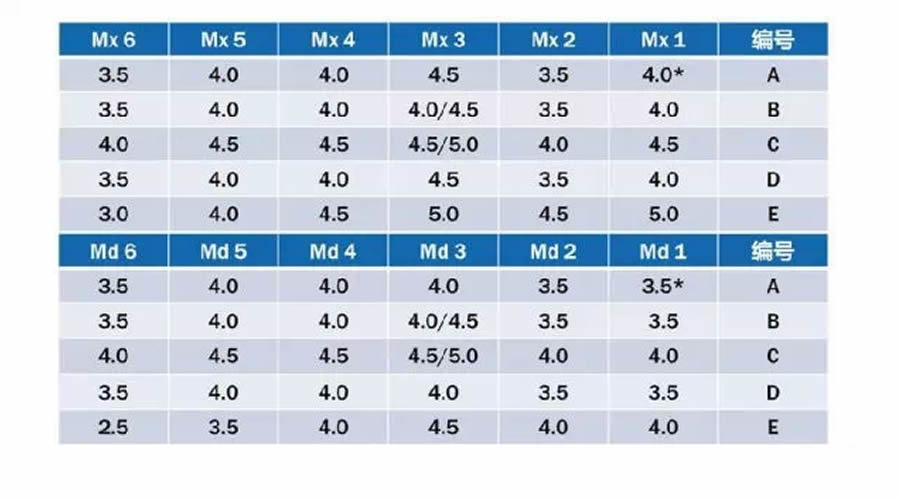 Mx 6 Mx 5 Mx 4 Mx 3 Mx 2 Mx 1 编号
3.5 4.0 4.0 4.5 3.5 4.0* A
3.5 4.0 4.0 4.0/4.5 3.5 4.0 B
4.0 4.5 4.5 4.5/5.0 4.0 4.5 C
3.5 4.0 4.0 4.5 3.5 4.0 D
3.0 4.0 4.5 5.0 4.5 5.0 E
Md 6 Md 5 Md 4 Md 3 Md 2 Md 1 编号
3.5 4.0 4.0 4.0 3.5 3.5* A
3.5 4.0 4.0 4.0/4.5 3.5 3.5 B
4.0 4.5 4.5 4.5/5.0 4.0 4.0 C
3.5 4.0 4.0 4.0 3.5 3.5 D
2.5 3.5 4.0 4.5 4.0 4.0 E